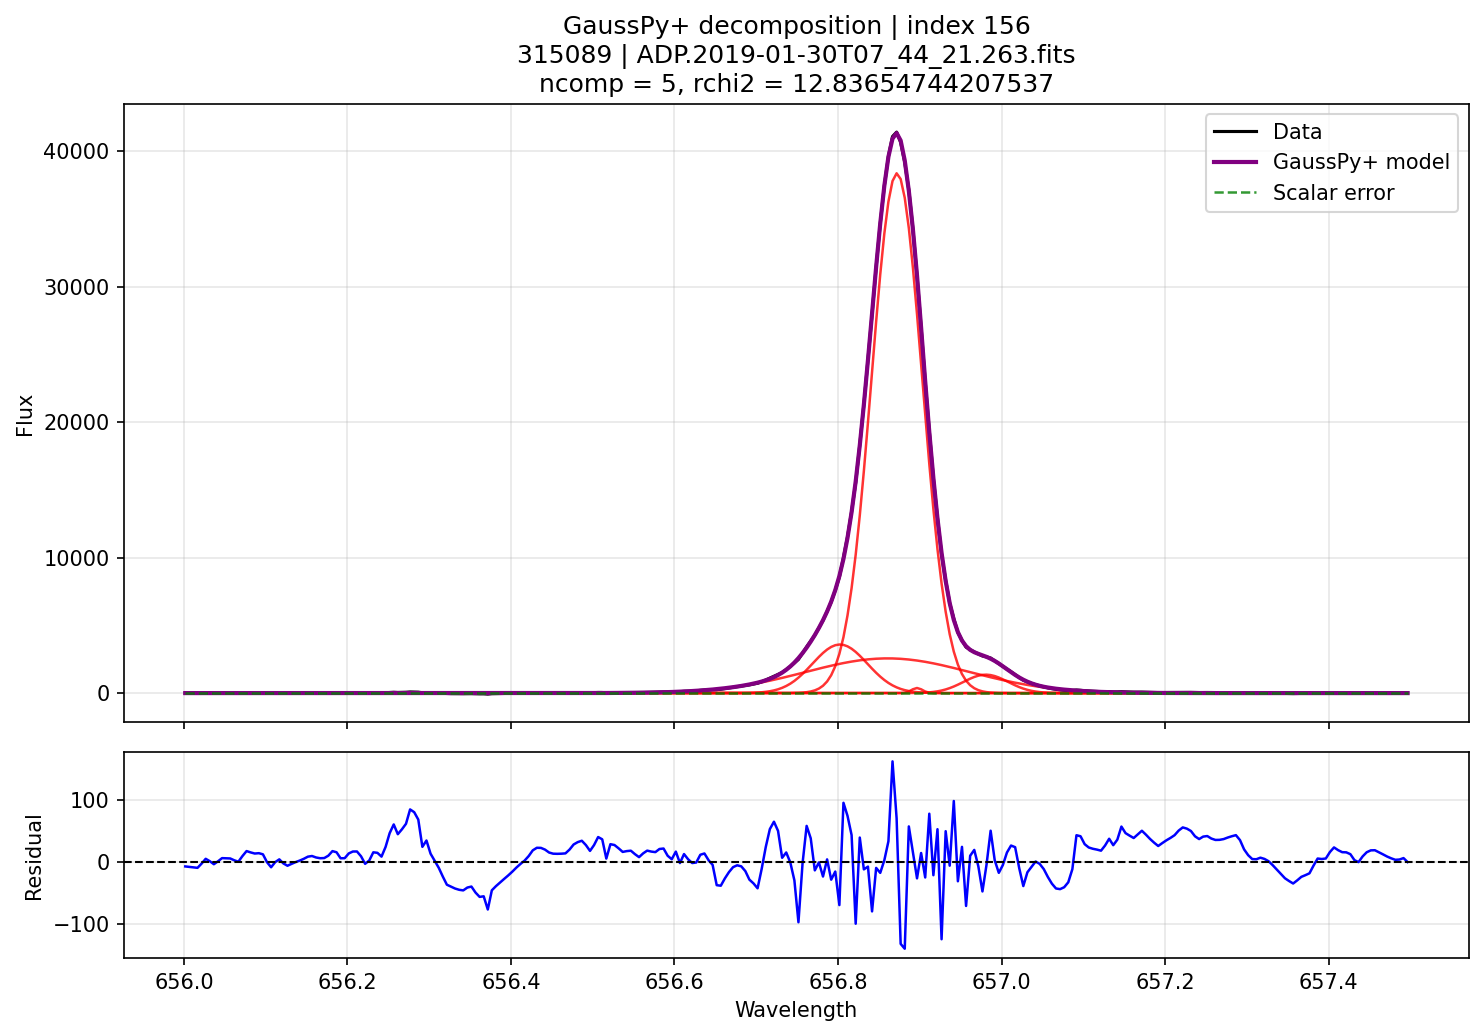 GaussPy+ decomposition | index 156
315089 | ADP.2019-01-30T07_44_21.263.fits
ncomp = 5, rchi2 = 12.83654744207537
Data
GaussPy+ model
Scalar error
Flux
40000
30000
20000
10000
0
Residual
100
0
−100
656.0
656.2
656.4
656.6
656.8
657.0
657.2
657.4
Wavelength